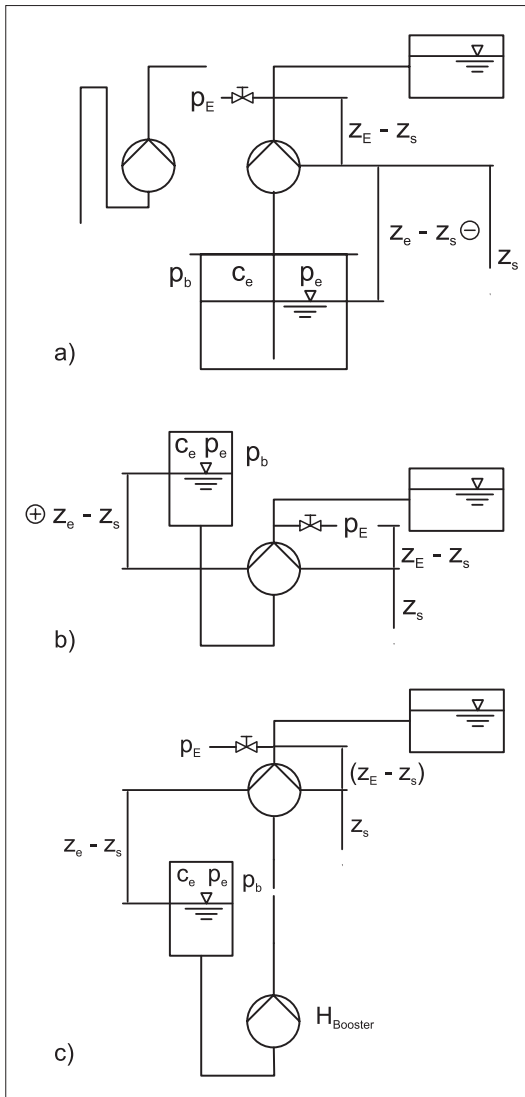 p_E
z_E - z_s
z_e - z_s ⊖
z_s
p_b c_e p_e
a)
c_e p_e p_b
⊕ z_e - z_s
p_E
z_E - z_s
z_s
b)
p_E
(z_E - z_s)
z_s
z_e - z_s
c_e p_e p_b
H_Booster
c)